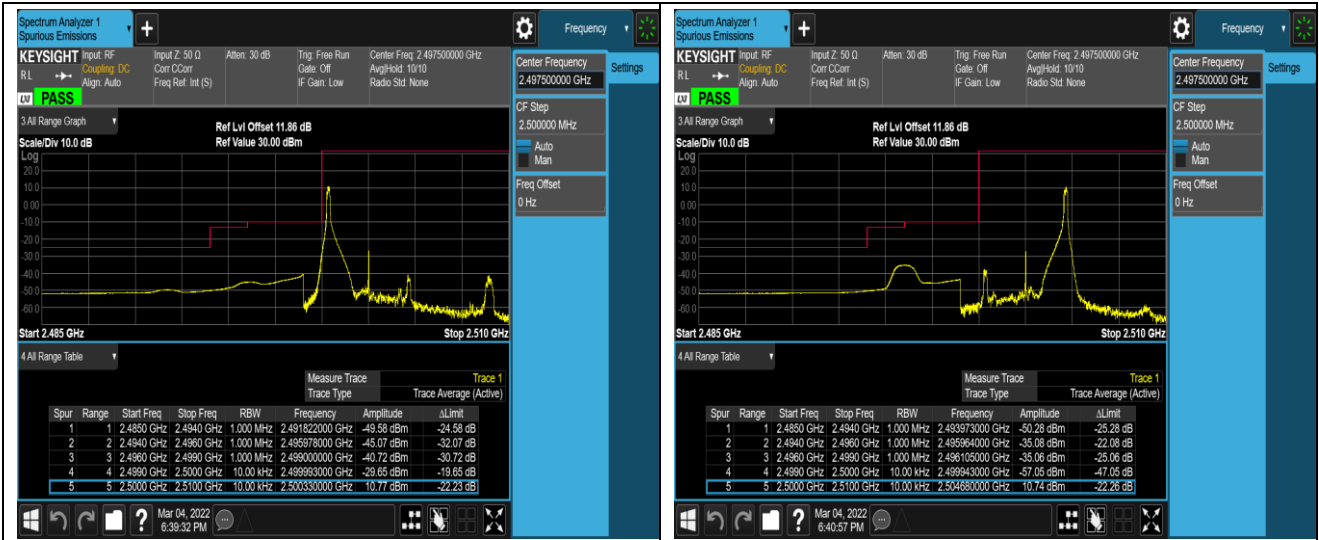 Spectrum Analyzer 1
Spurious Emissions
Frequency
KEYSIGHT Input: RF Input Z: 50 Ω Atten: 30 dB Trig: Free Run Center Freq: 2.497500000 GHz
RL Coupling: DC Corr CCorr Gate: Off Avg|Hold: 10/10
Align: Auto Freq Ref: Int (S) IF Gain: Low Radio Std: None
PASS
3 All Range Graph
Ref Lvl Offset 11.86 dB
Scale/Div 10.0 dB Ref Value 30.00 dBm
Log
20.0
10.0
0.00
-10.0
-20.0
-30.0
-40.0
-50.0
-60.0
Start 2.485 GHz Stop 2.510 GHz
4 All Range Table
Measure Trace Trace 1
Trace Type Trace Average (Active)
Spur Range Start Freq Stop Freq RBW Frequency Amplitude ΔLimit
1 1 2.4850 GHz 2.4940 GHz 1.000 MHz 2.491822000 GHz -49.58 dBm -24.58 dB
2 2 2.4940 GHz 2.4960 GHz 1.000 MHz 2.495978000 GHz -45.07 dBm -32.07 dB
3 3 2.4960 GHz 2.4990 GHz 1.000 MHz 2.499000000 GHz -40.72 dBm -30.72 dB
4 4 2.4990 GHz 2.5000 GHz 10.00 kHz 2.499993000 GHz -29.65 dBm -19.65 dB
5 5 2.5000 GHz 2.5100 GHz 10.00 kHz 2.500330000 GHz 10.77 dBm -22.23 dB
Mar 04, 2022
6:39:32 PM
Center Frequency
2.497500000 GHz
Settings
CF Step
2.500000 MHz
Auto
Man
Freq Offset
0 Hz
Spectrum Analyzer 1
Spurious Emissions
Frequency
KEYSIGHT Input: RF Input Z: 50 Ω Atten: 30 dB Trig: Free Run Center Freq: 2.497500000 GHz
RL Coupling: DC Corr CCorr Gate: Off Avg|Hold: 10/10
Align: Auto Freq Ref: Int (S) IF Gain: Low Radio Std: None
PASS
3 All Range Graph
Ref Lvl Offset 11.86 dB
Scale/Div 10.0 dB Ref Value 30.00 dBm
Log
20.0
10.0
0.00
-10.0
-20.0
-30.0
-40.0
-50.0
-60.0
Start 2.485 GHz Stop 2.510 GHz
4 All Range Table
Measure Trace Trace 1
Trace Type Trace Average (Active)
Spur Range Start Freq Stop Freq RBW Frequency Amplitude ΔLimit
1 1 2.4850 GHz 2.4940 GHz 1.000 MHz 2.493973000 GHz -50.28 dBm -25.28 dB
2 2 2.4940 GHz 2.4960 GHz 1.000 MHz 2.495964000 GHz -35.08 dBm -22.08 dB
3 3 2.4960 GHz 2.4990 GHz 1.000 MHz 2.496105000 GHz -35.06 dBm -25.06 dB
4 4 2.4990 GHz 2.5000 GHz 10.00 kHz 2.499943000 GHz -57.05 dBm -47.05 dB
5 5 2.5000 GHz 2.5100 GHz 10.00 kHz 2.504680000 GHz 10.74 dBm -22.26 dB
Mar 04, 2022
6:40:57 PM
Center Frequency
2.497500000 GHz
Settings
CF Step
2.500000 MHz
Auto
Man
Freq Offset
0 Hz